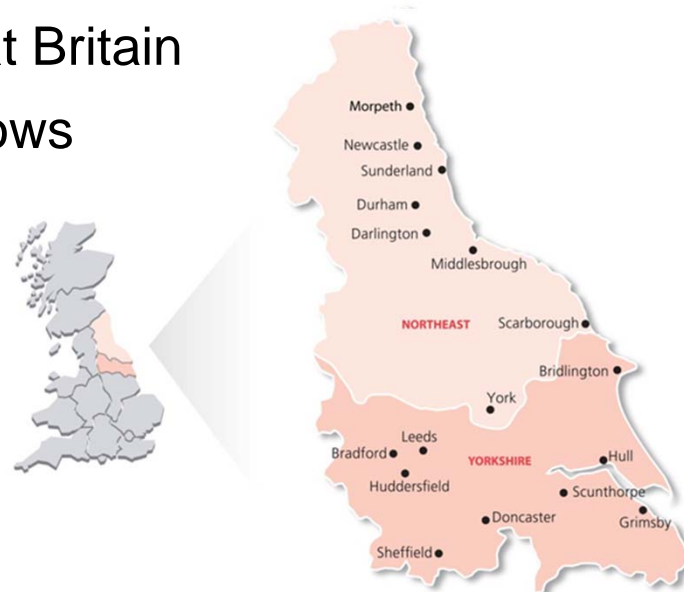 t Britain
ows
Morpeth
Newcastle
Sunderland
Durham
Darlington
Middlesbrough
NORTHEAST
Scarborough
Bridlington
York
Leeds
Bradford
YORKSHIRE
Hull
Huddersfield
Scunthorpe
Doncaster
Grimsby
Sheffield